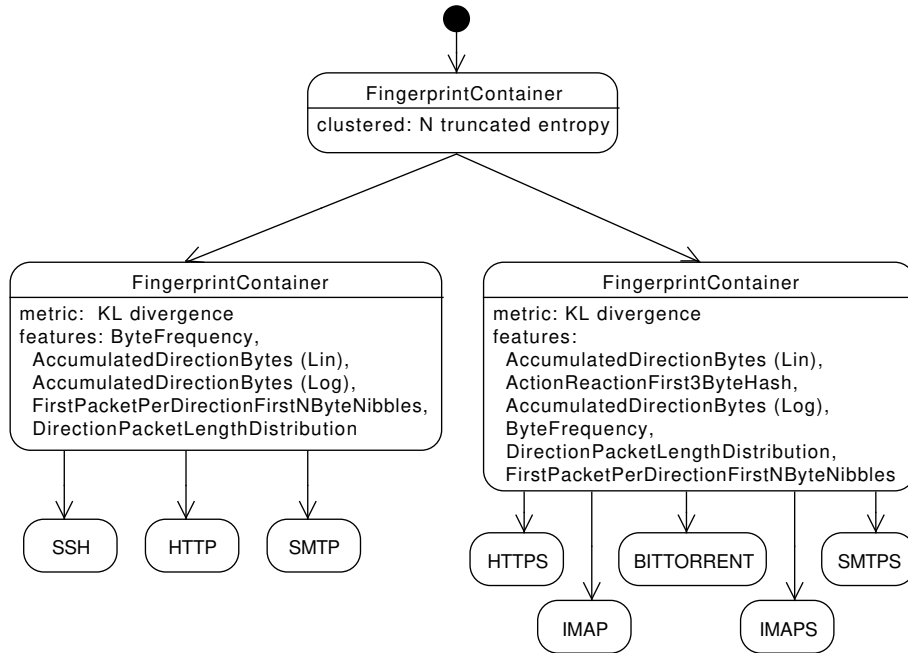 FingerprintContainer
clustered: N truncated entropy
FingerprintContainer
metric:  KL divergence
features: ByteFrequency,
AccumulatedDirectionBytes (Lin),
AccumulatedDirectionBytes (Log),
FirstPacketPerDirectionFirstNByteNibbles,
DirectionPacketLengthDistribution
FingerprintContainer
metric: KL divergence
features:
AccumulatedDirectionBytes (Lin),
ActionReactionFirst3ByteHash,
AccumulatedDirectionBytes (Log),
ByteFrequency,
DirectionPacketLengthDistribution,
FirstPacketPerDirectionFirstNByteNibbles
SSH
HTTP
SMTP
HTTPS
BITTORRENT
SMTPS
IMAP
IMAPS